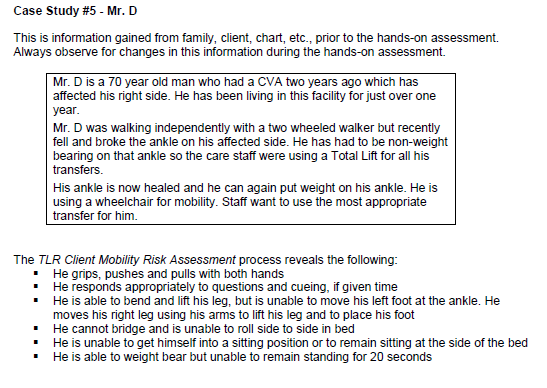 Case Study #5 - Mr. D
This is information gained from family, client, chart, etc., prior to the hands-on assessment.
Always observe for changes in this information during the hands-on assessment.
Mr. D is a 70 year old man who had a CVA two years ago which has
affected his right side. He has been living in this facility for just over one
year.
Mr. D was walking independently with a two wheeled walker but recently
fell and broke the ankle on his affected side. He has had to be non-weight
bearing on that ankle so the care staff were using a Total Lift for all his
transfers.
His ankle is now healed and he can again put weight on his ankle. He is
using a wheelchair for mobility. Staff want to use the most appropriate
transfer for him.
The TLR Client Mobility Risk Assessment process reveals the following:
▪ He grips, pushes and pulls with both hands
▪ He responds appropriately to questions and cueing, if given time
▪ He is able to bend and lift his leg, but is unable to move his left foot at the ankle. He
moves his right leg using his arms to lift his leg and to place his foot
▪ He cannot bridge and is unable to roll side to side in bed
▪ He is unable to get himself into a sitting position or to remain sitting at the side of the bed
▪ He is able to weight bear but unable to remain standing for 20 seconds